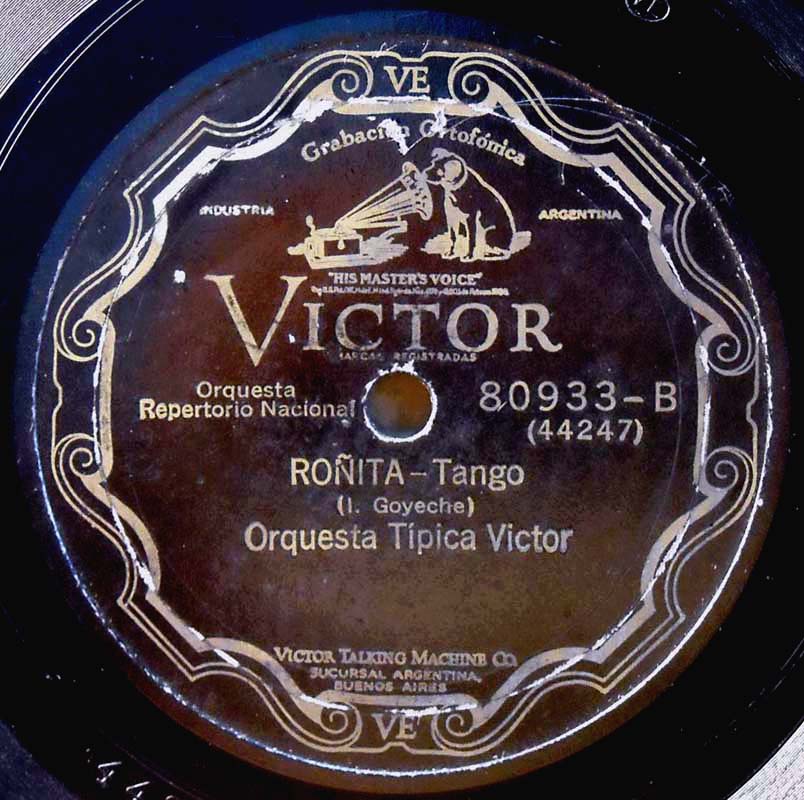 VE
Grabación Ortofónica
INDUSTRIA
ARGENTINA
"HIS MASTER'S VOICE"
VICTOR
MARCAS REGISTRADAS
Orquesta
Repertorio Nacional
80933-B
(44247)
ROÑITA – Tango
(I. Goyeche)
Orquesta Típica Victor
VICTOR TALKING MACHINE CO.
SUCURSAL ARGENTINA,
BUENOS AIRES
VE